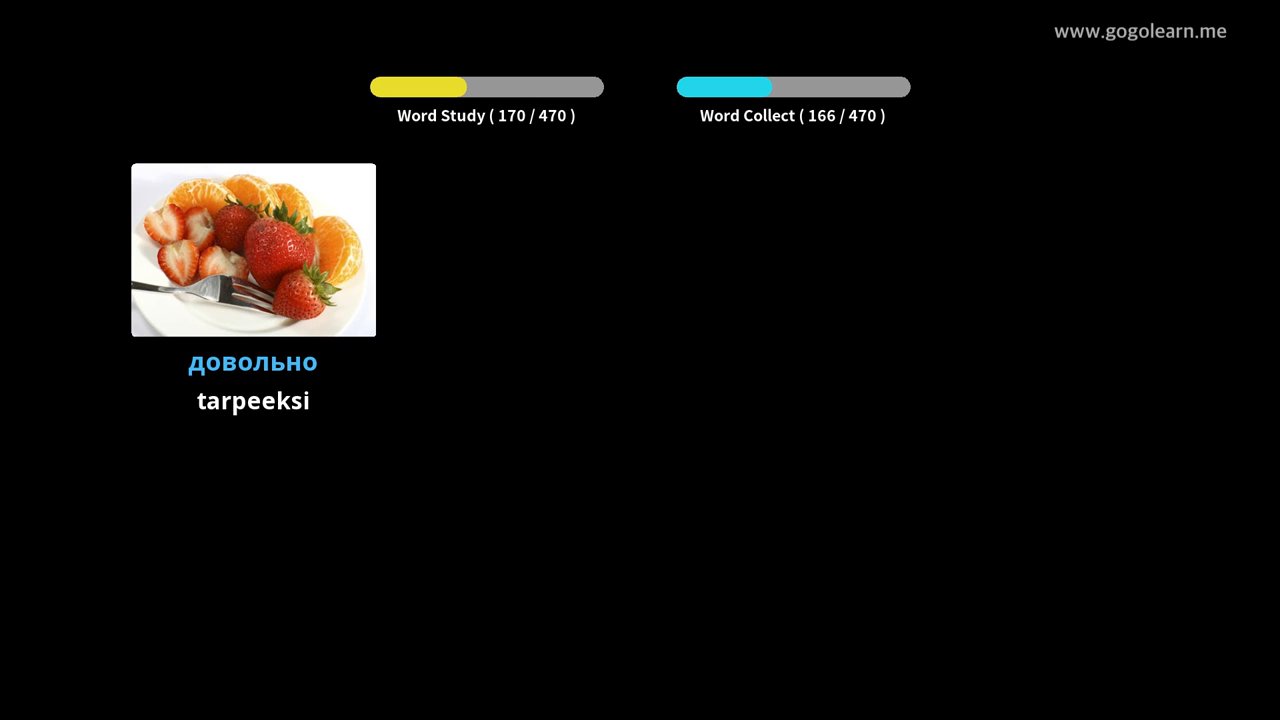 www.gogolearn.me
Word Study ( 170 / 470 )
Word Collect ( 166 / 470 )
довольно
tarpeeksi